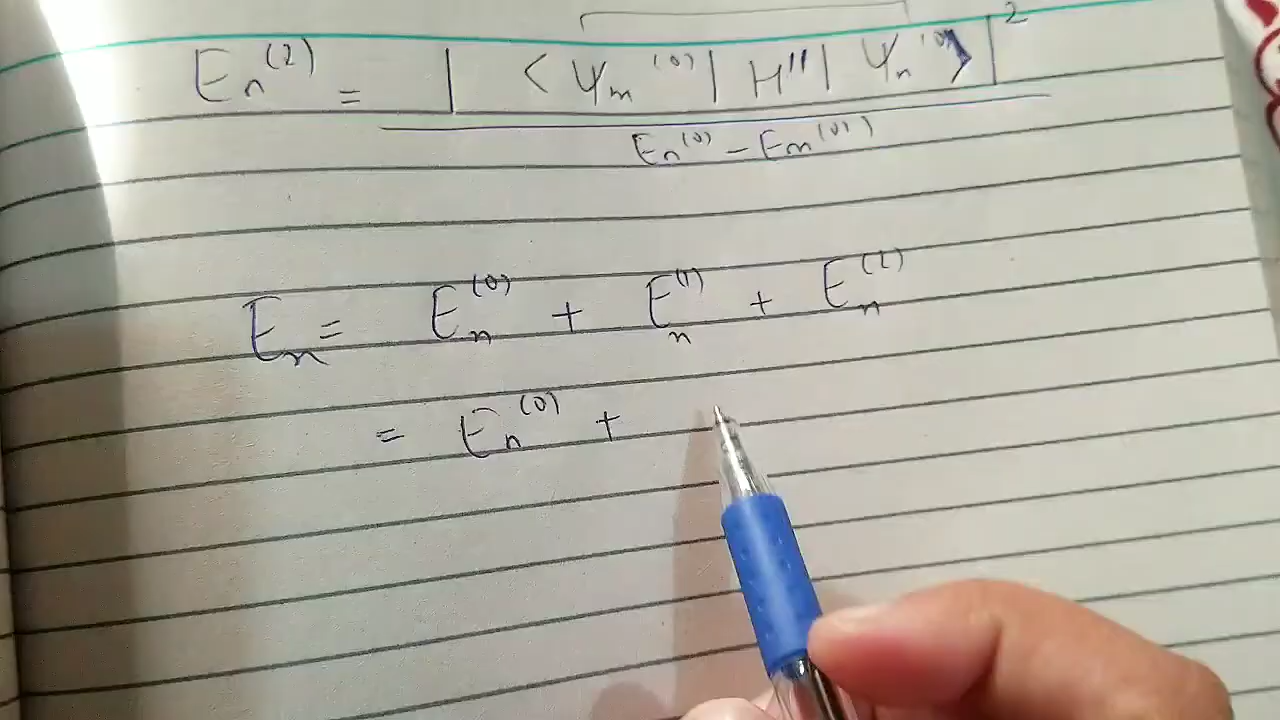 En^(2) = | <Ψm^(0) | H'' | Ψn^(0)> |^2
En^(0) - Em^(0)
En = En^(0) + En^(1) + En^(2)
= En^(0) +